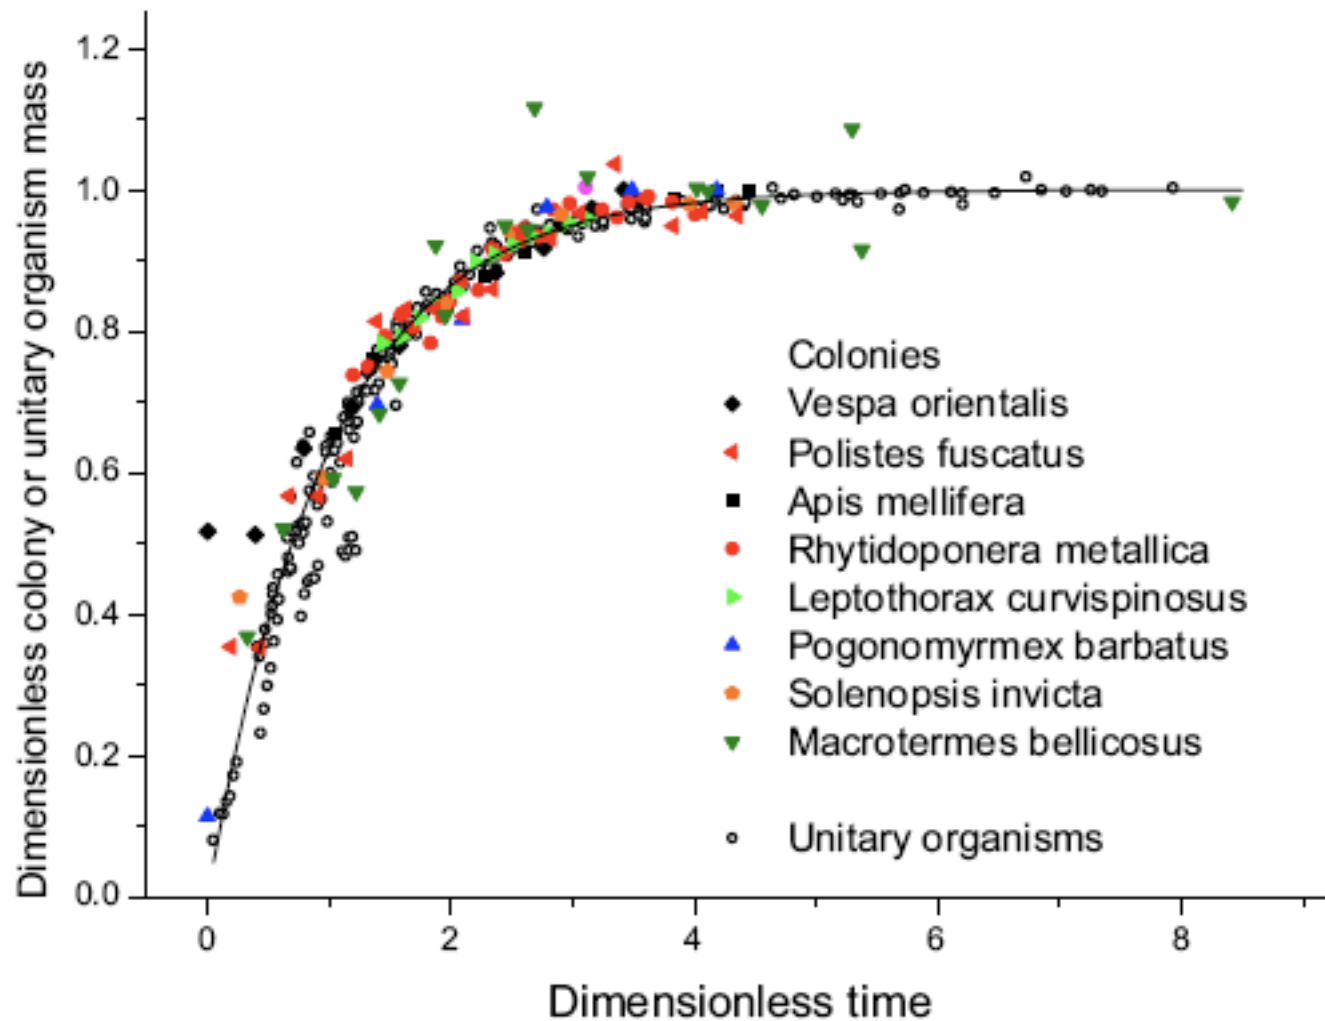 Dimensionless colony or unitary organism mass
1.2
1.0
0.8
0.6
0.4
0.2
0.0
Colonies
Vespa orientalis
Polistes fuscatus
Apis mellifera
Rhytidoponera metallica
Leptothorax curvispinosus
Pogonomyrmex barbatus
Solenopsis invicta
Macrotermes bellicosus
Unitary organisms
0 2 4 6 8
Dimensionless time